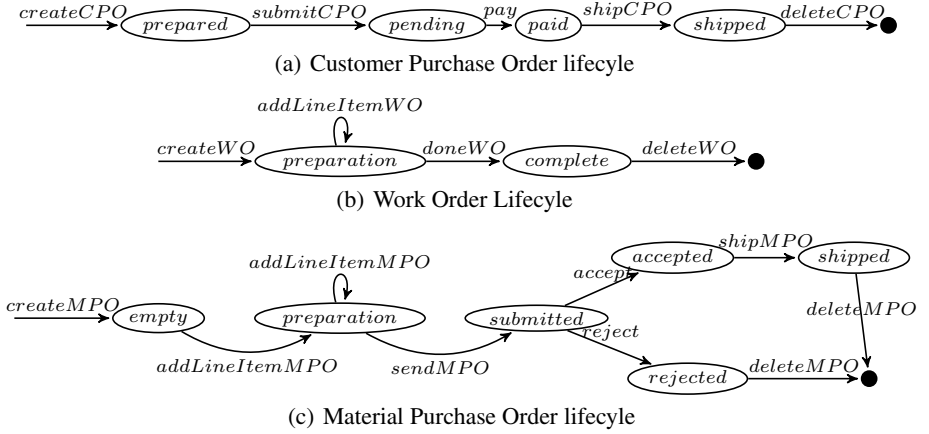 createCPO prepared submitCPO pending pay paid shipCPO shipped deleteCPO
(a) Customer Purchase Order lifecyle
addLineItemWO
createWO preparation doneWO complete deleteWO
(b) Work Order Lifecyle
shipMPO
accepted shipped
addLineItemMPO accept
createMPO empty preparation submitted deleteMPO
reject
addLineItemMPO sendMPO deleteMPO
rejected
(c) Material Purchase Order lifecyle